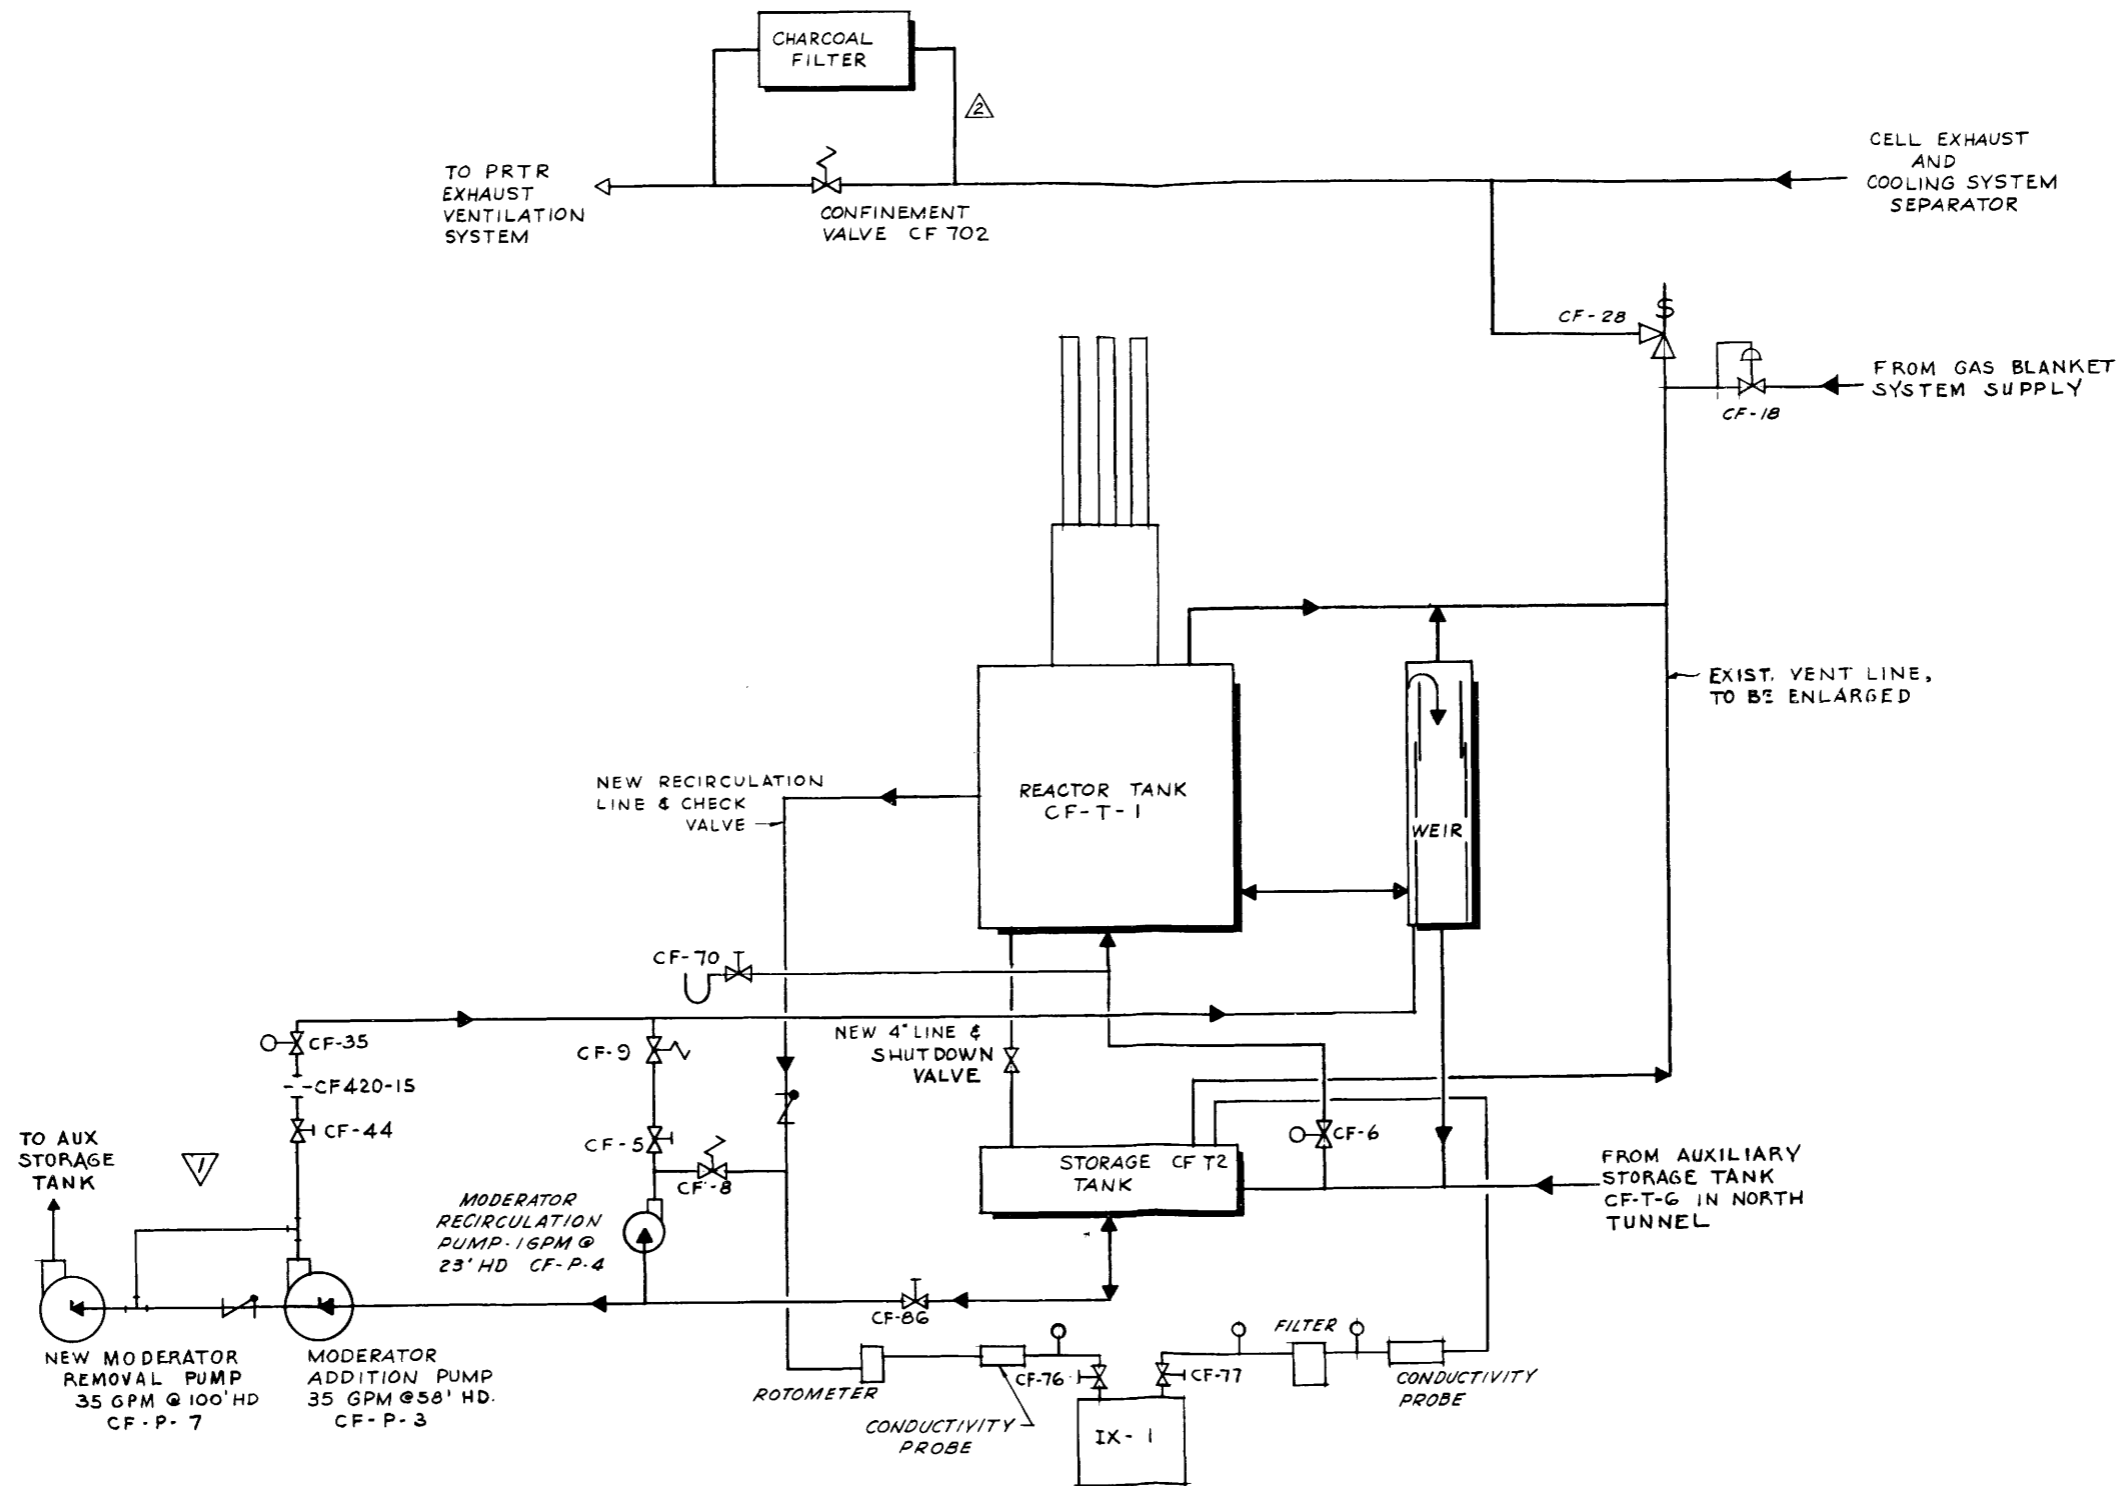 CHARCOAL
FILTER
2
TO PRTR
EXHAUST
VENTILATION
SYSTEM
CONFINEMENT
VALVE CF 702
CELL EXHAUST
AND
COOLING SYSTEM
SEPARATOR
CF-28
S
FROM GAS BLANKET
SYSTEM SUPPLY
CF-18
EXIST. VENT LINE,
TO BE ENLARGED
NEW RECIRCULATION
LINE & CHECK
VALVE
REACTOR TANK
CF-T-1
WEIR
CF-70
CF-35
CF-9
NEW 4" LINE &
SHUTDOWN
VALVE
CF420-15
CF-44
CF-5
CF-8
CF-6
TO AUX
STORAGE
TANK
1
STORAGE CF T2
TANK
FROM AUXILIARY
STORAGE TANK
CF-T-6 IN NORTH
TUNNEL
MODERATOR
RECIRCULATION
PUMP-1GPM @
23' HD CF-P-4
CF-86
NEW MODERATOR
REMOVAL PUMP
35 GPM @ 100' HD
CF-P-7
MODERATOR
ADDITION PUMP
35 GPM @58' HD.
CF-P-3
ROTOMETER
CONDUCTIVITY
PROBE
CF-76
IX-1
CF-77
FILTER
CONDUCTIVITY
PROBE